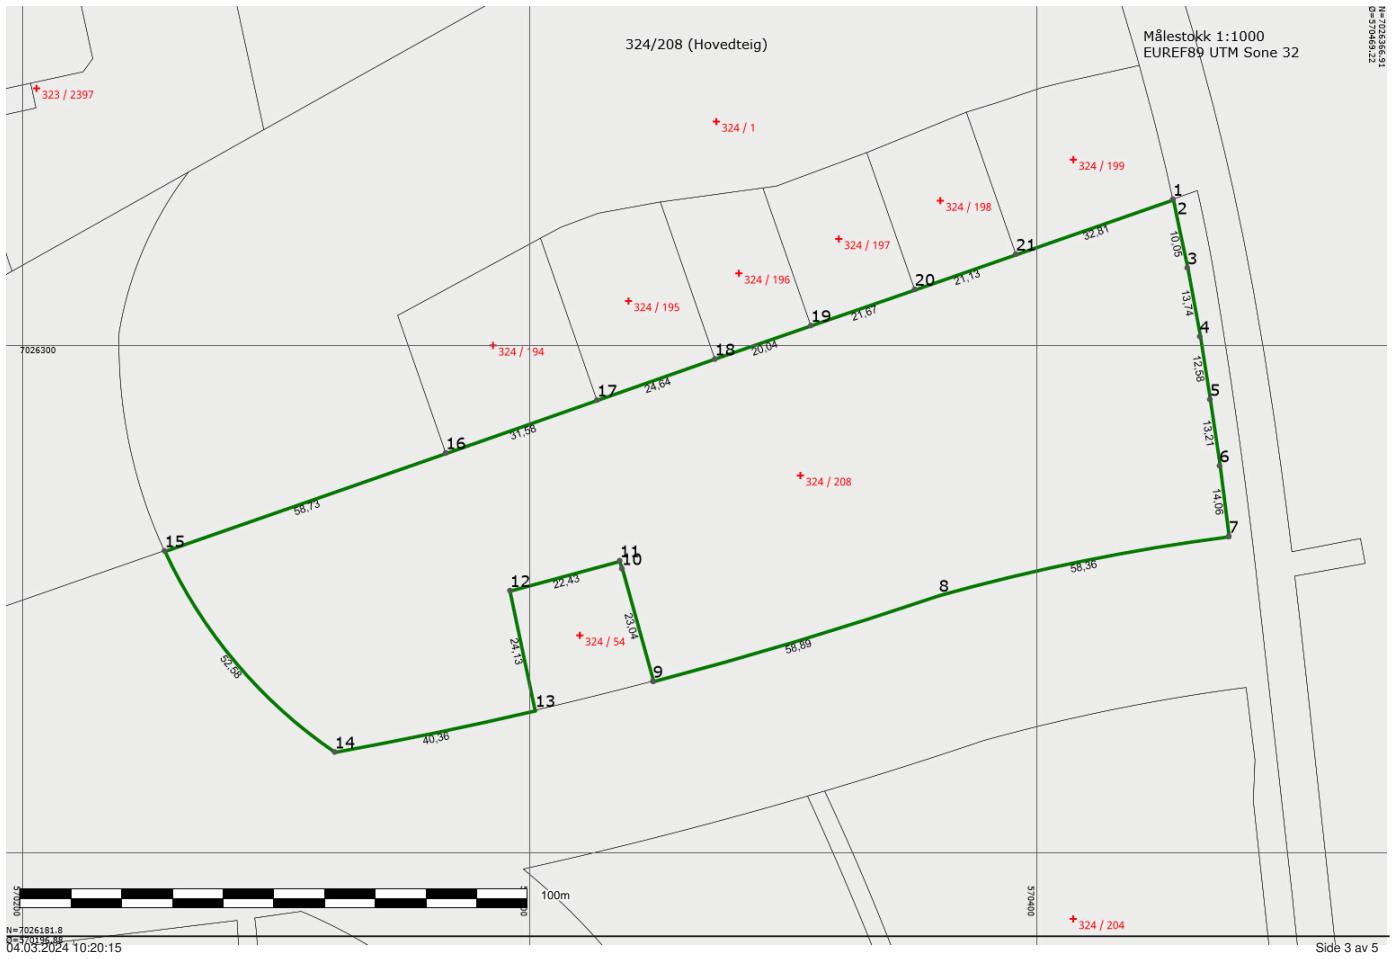 324/208 (Hovedteig)
Målestokk 1:1000
EUREF89 UTM Sone 32
N=7026366.91
Ø=570469.22
323 / 2397
324 / 1
324 / 199
324 / 198
324 / 197
324 / 196
324 / 195
324 / 194
1
2
10,05
3
13,74
4
12,58
5
13,21
6
14,06
7
21
32,81
20
21,13
19
21,67
18
20,04
17
24,64
16
31,58
15
58,73
7026300
324 / 208
58,36
8
58,89
9
11
10
23,04
12
22,43
324 / 54
24,13
13
40,36
14
52,58
570200
100m
570400
324 / 204
N=7026181.8
Ø=570196.88
04.03.2024 10:20:15
Side 3 av 5